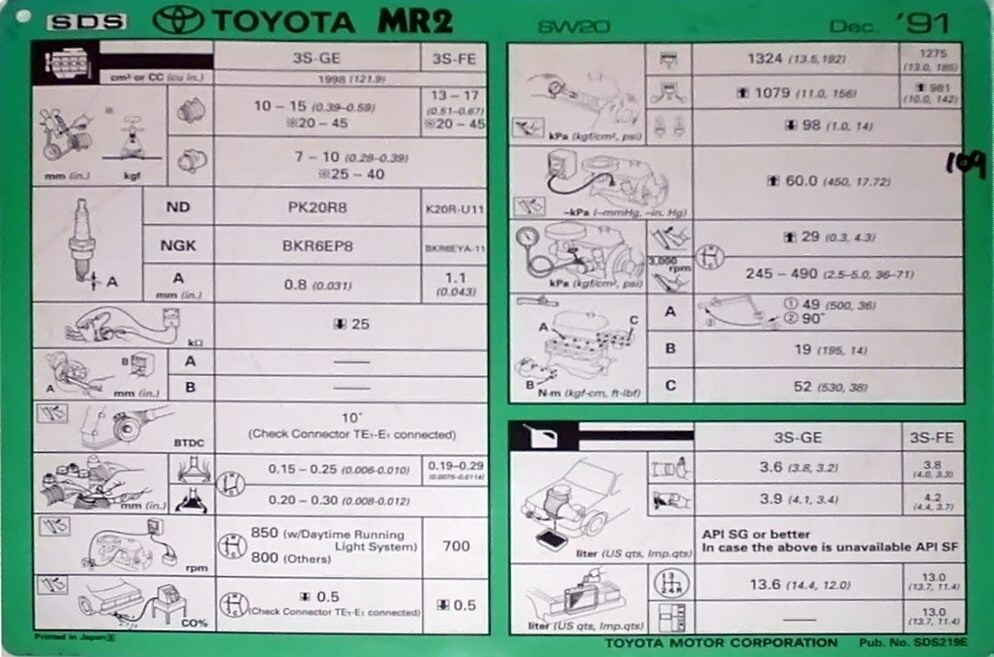 SDS TOYOTA MR2 SW20 Dec. '91
3S-GE 3S-FE
cm³ or CC (cu in.) 1998 (121.9)
10 – 15 (0.39–0.59) 13 – 17
(0.51–0.67)
※20 – 45 ※20 – 45
7 – 10 (0.28–0.39)
※25 – 40
mm (in.) kgf
ND PK20R8 K20R-U11
NGK BKR6EP8 BKR6EYA-11
A
A mm (in.) 0.8 (0.031) 1.1
(0.043)
kΩ 25
A B mm (in.)
A ——
B ——
BTDC 10°
(Check Connector TE₁-E₁ connected)
mm (in.) 0.15 – 0.25 (0.006-0.010) 0.19–0.29
(0.0075-0.0114)
0.20 – 0.30 (0.008-0.012)
rpm 850 (w/Daytime Running
Light System) 700
800 (Others)
CO% 0.5 0.5
(Check Connector TE₁-E₁ connected)
Printed in Japan
1324 (13.5, 192) 1275
(13.0, 185)
1079 (11.0, 156) 981
(10.0, 142)
kPa (kgf/cm², psi) 98 (1.0, 14)
109
–kPa (–mmHg, –in. Hg) 60.0 (450, 17.72)
29 (0.3, 4.3)
3,000
rpm
kPa (kgf/cm², psi) 245 – 490 (2.5–5.0, 36–71)
A B C
N·m (kgf-cm, ft-lbf)
A ① ② ① 49 (500, 36)
② 90°
B 19 (195, 14)
C 52 (530, 38)
3S-GE 3S-FE
3.6 (3.8, 3.2) 3.8
(4.0, 3.3)
3.9 (4.1, 3.4) 4.2
(4.4, 3.7)
liter (US qts, Imp.qts) API SG or better
In case the above is unavailable API SF
13.6 (14.4, 12.0) 13.0
(13.7, 11.4)
liter (US qts, Imp.qts) —— 13.0
(13.7, 11.4)
TOYOTA MOTOR CORPORATION Pub. No. SDS219E